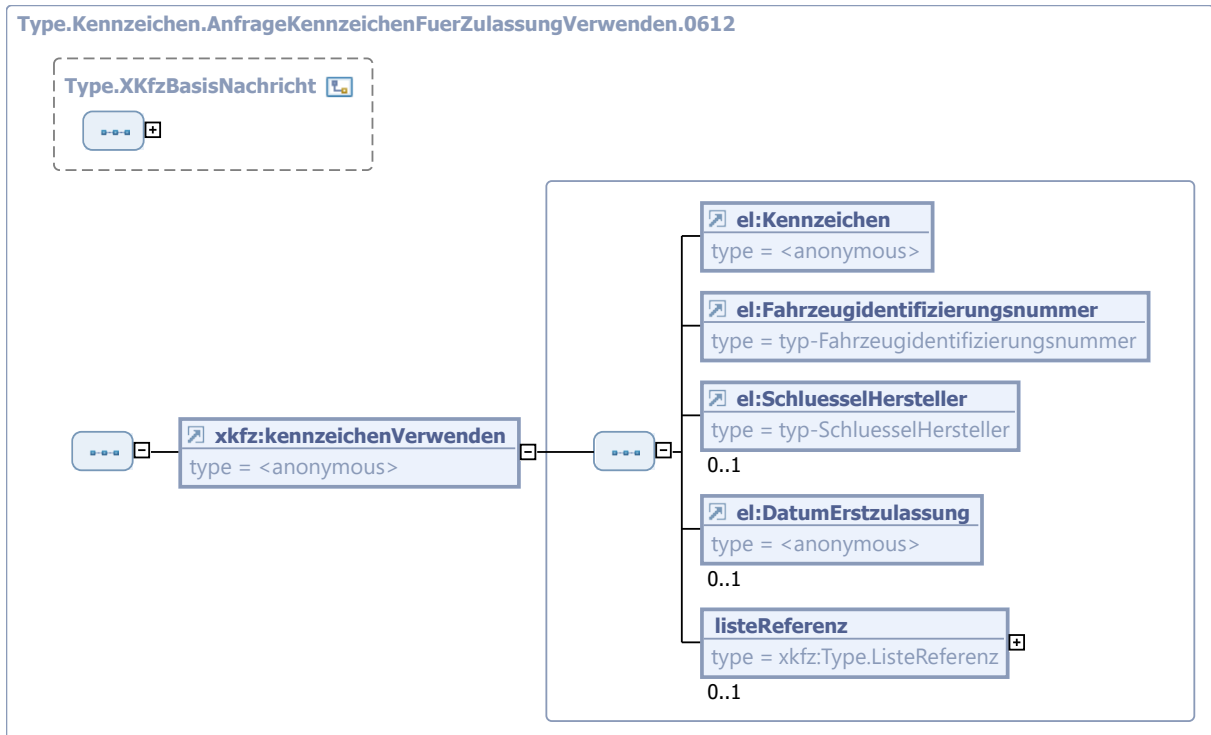 Type.Kennzeichen.AnfrageKennzeichenFuerZulassungVerwenden.0612
Type.XKfzBasisNachricht
el:Kennzeichen
type = <anonymous>
el:Fahrzeugidentifizierungsnummer
type = typ-Fahrzeugidentifizierungsnummer
el:SchluesselHersteller
type = typ-SchluesselHersteller
0..1
xkfz:kennzeichenVerwenden
type = <anonymous>
el:DatumErstzulassung
type = <anonymous>
0..1
listeReferenz
type = xkfz:Type.ListeReferenz
0..1